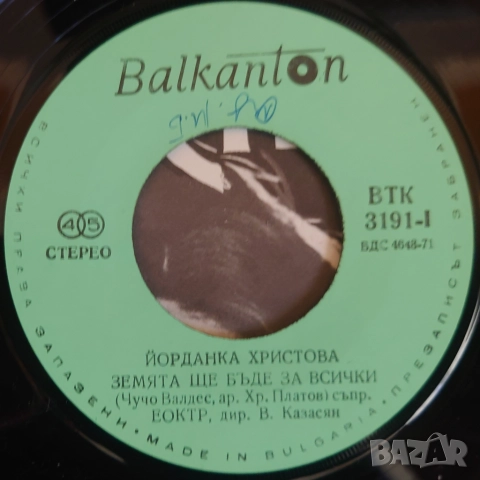 Balkanton
45
СТЕРЕО
ВТК
3191-I
БДС 4648-71
ЙОРДАНКА ХРИСТОВА
ЗЕМЯТА ЩЕ БЪДЕ ЗА ВСИЧКИ
(Чучо Валдес, ар. Хр. Платов) съпр.
ЕОКТР, дир. В. Казасян
ВСИЧКИ ПРАВА ЗАПАЗЕНИ • MADE IN BULGARIA • ПРЕЗАПИСЪТ ЗАБРАНЕН
BAZAR